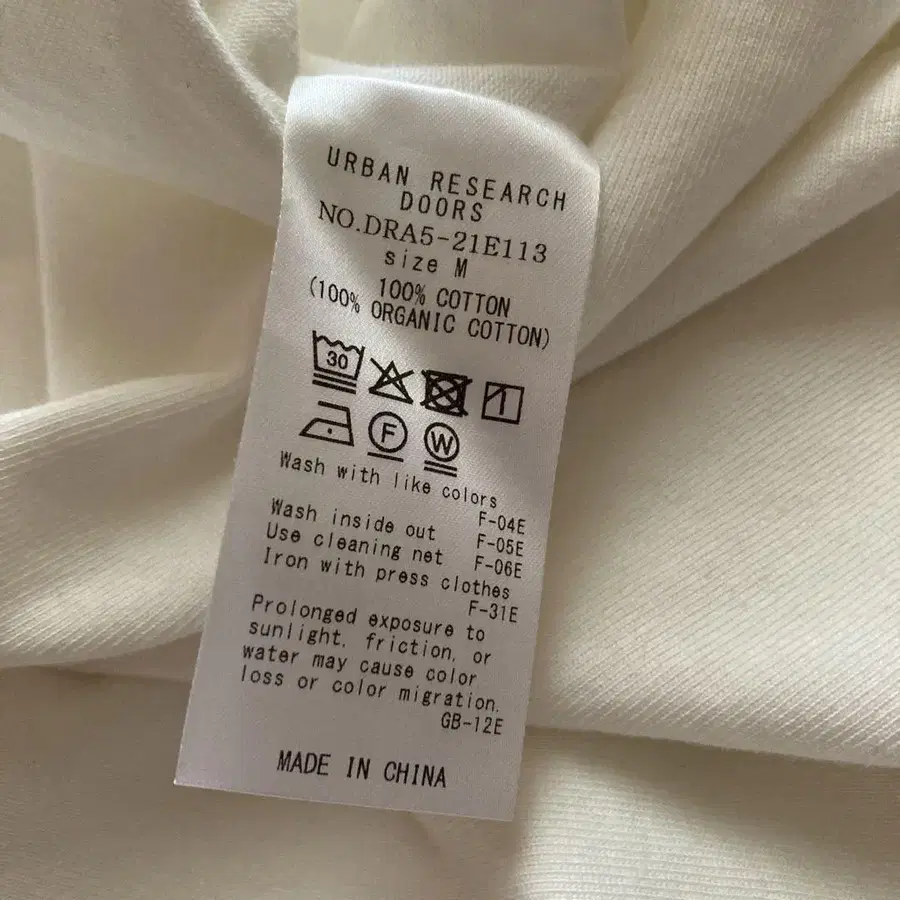 URBAN RESEARCH
DOORS
NO.DRA5-21E113
size M
100% COTTON
(100% ORGANIC COTTON)
30
F W
Wash with like colors
F-04E
Wash inside out F-05E
Use cleaning net F-06E
Iron with press clothes
F-31E
Prolonged exposure to
sunlight, friction, or
water may cause color
loss or color migration.
GB-12E
MADE IN CHINA